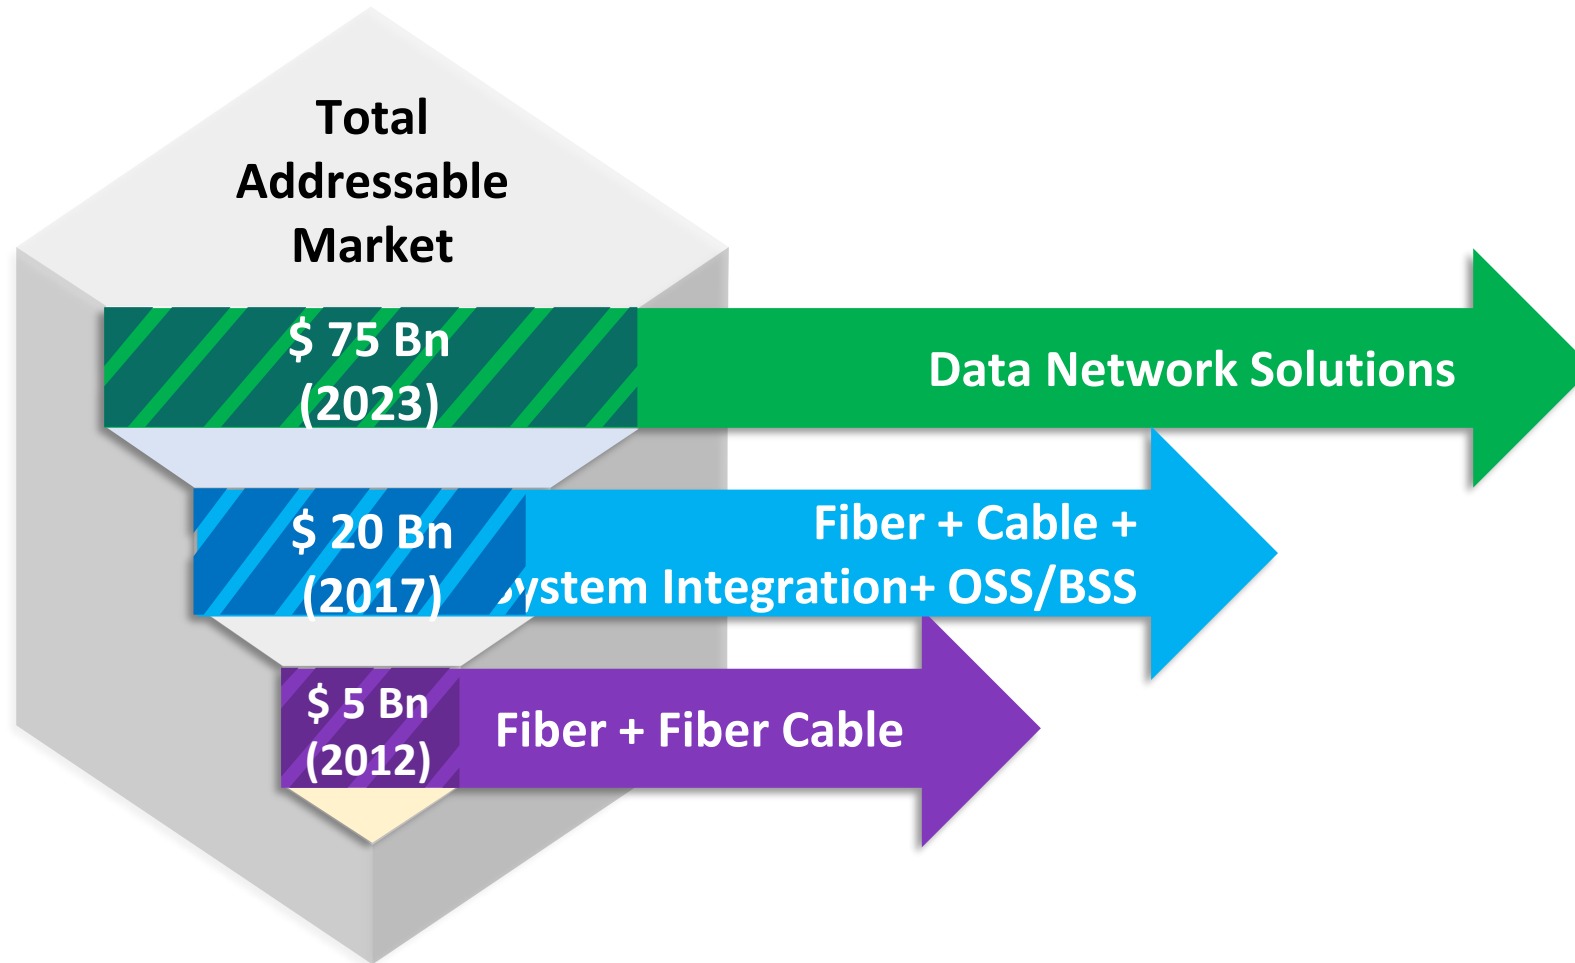 Total
Addressable
Market
$ 75 Bn
(2023)
Data Network Solutions
$ 20 Bn
(2017)
Fiber + Cable +
System Integration+ OSS/BSS
$ 5 Bn
(2012)
Fiber + Fiber Cable